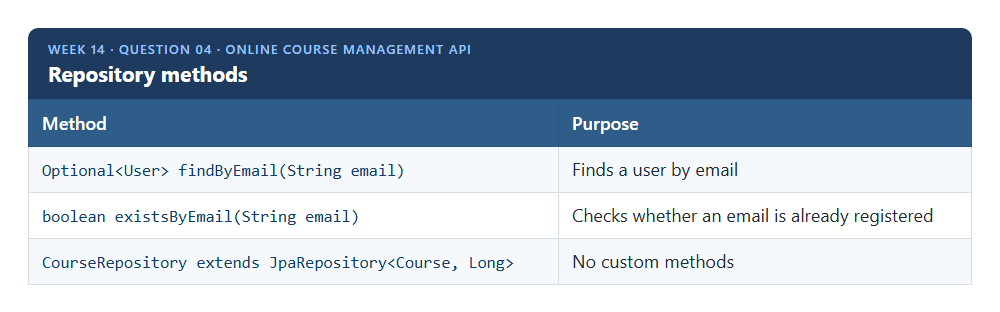 WEEK 14 · QUESTION 04 · ONLINE COURSE MANAGEMENT API
Repository methods
Method Purpose
Optional<User> findByEmail(String email) Finds a user by email
boolean existsByEmail(String email) Checks whether an email is already registered
CourseRepository extends JpaRepository<Course, Long> No custom methods